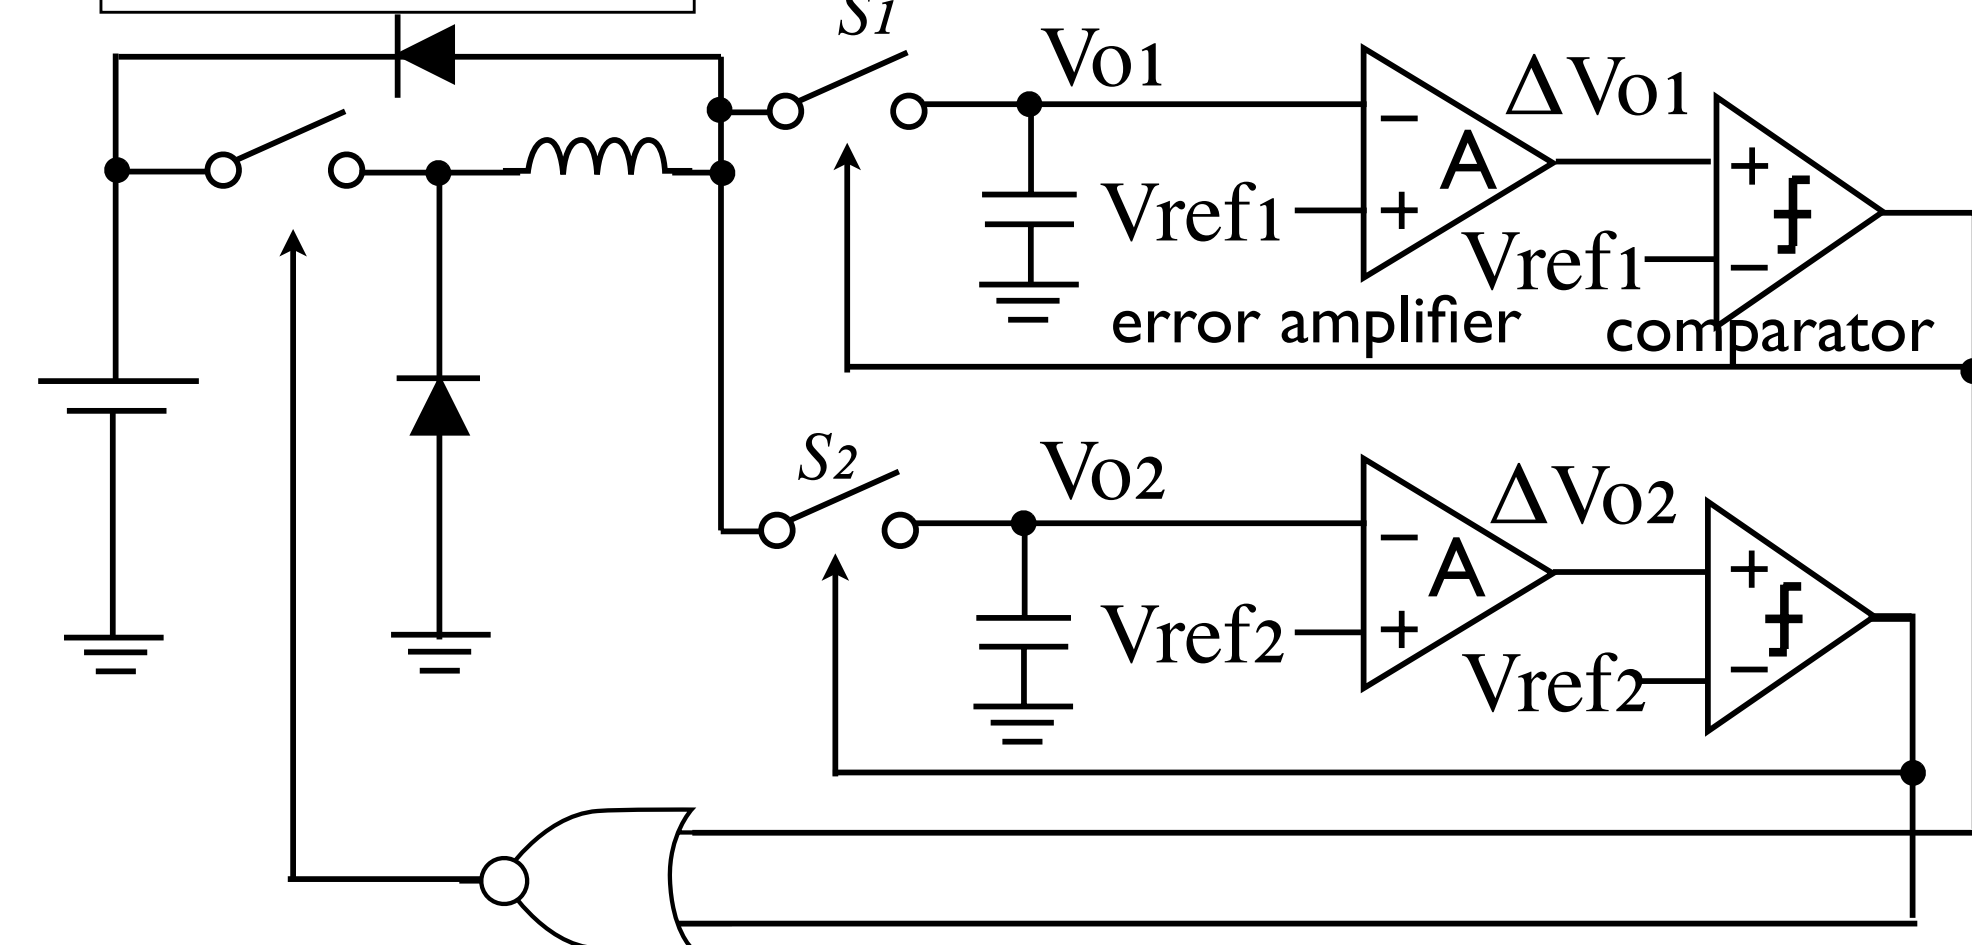 S1
Vo1
ΔVo1
−
A
+
Vref1
+
Vref1
−
error amplifier
comparator
S2
Vo2
ΔVo2
−
A
+
Vref2
+
Vref2
−